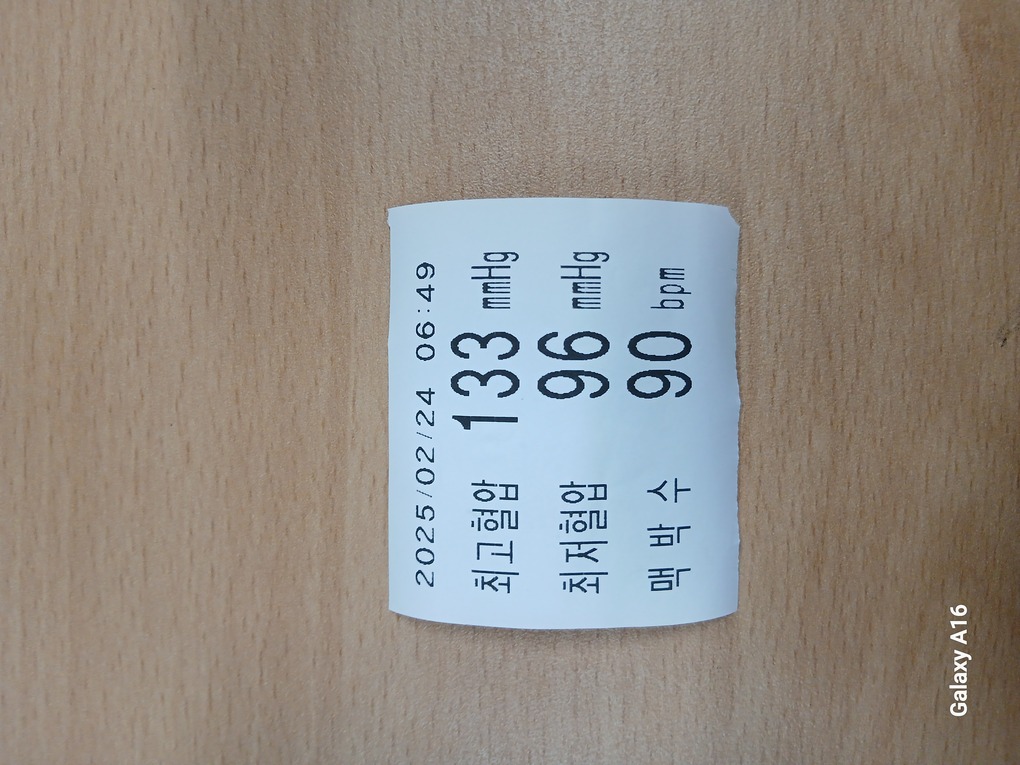 2025/02/24 06:49
최고혈압 133 mmHg
최저혈압 96 mmHg
맥 박 수 90 bpm
Galaxy A16